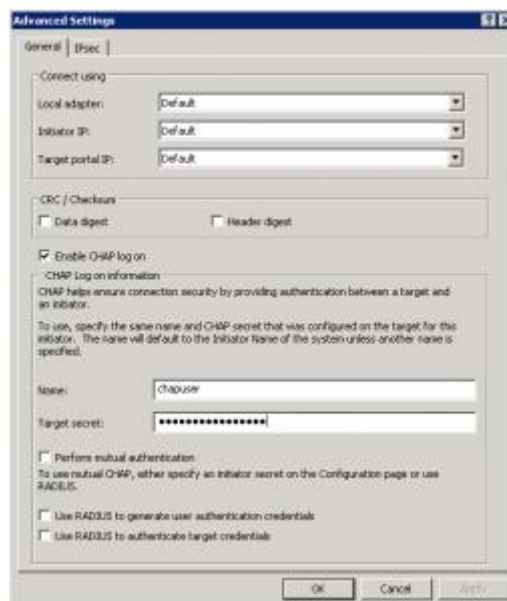 Advanced Settings
General
IPsec
Connect using
Local adapter:
Default
Initiator IP:
Default
Target portal IP:
Default
CRC / Checksum
Data digest
Header digest
Enable CHAP log on
CHAP Log on information
CHAP helps ensure connection security by providing authentication between a target and
an initiator.
To use, specify the same name and CHAP secret that was configured on the target for this
initiator. The name will default to the Initiator Name of the system unless another name is
specified.
Name:
chapuser
Target secret:
••••••••••••••••
Perform mutual authentication
To use mutual CHAP, either specify an initiator secret on the Configuration page or use
RADIUS.
Use RADIUS to generate user authentication credentials
Use RADIUS to authenticate target credentials
OK
Cancel
Apply